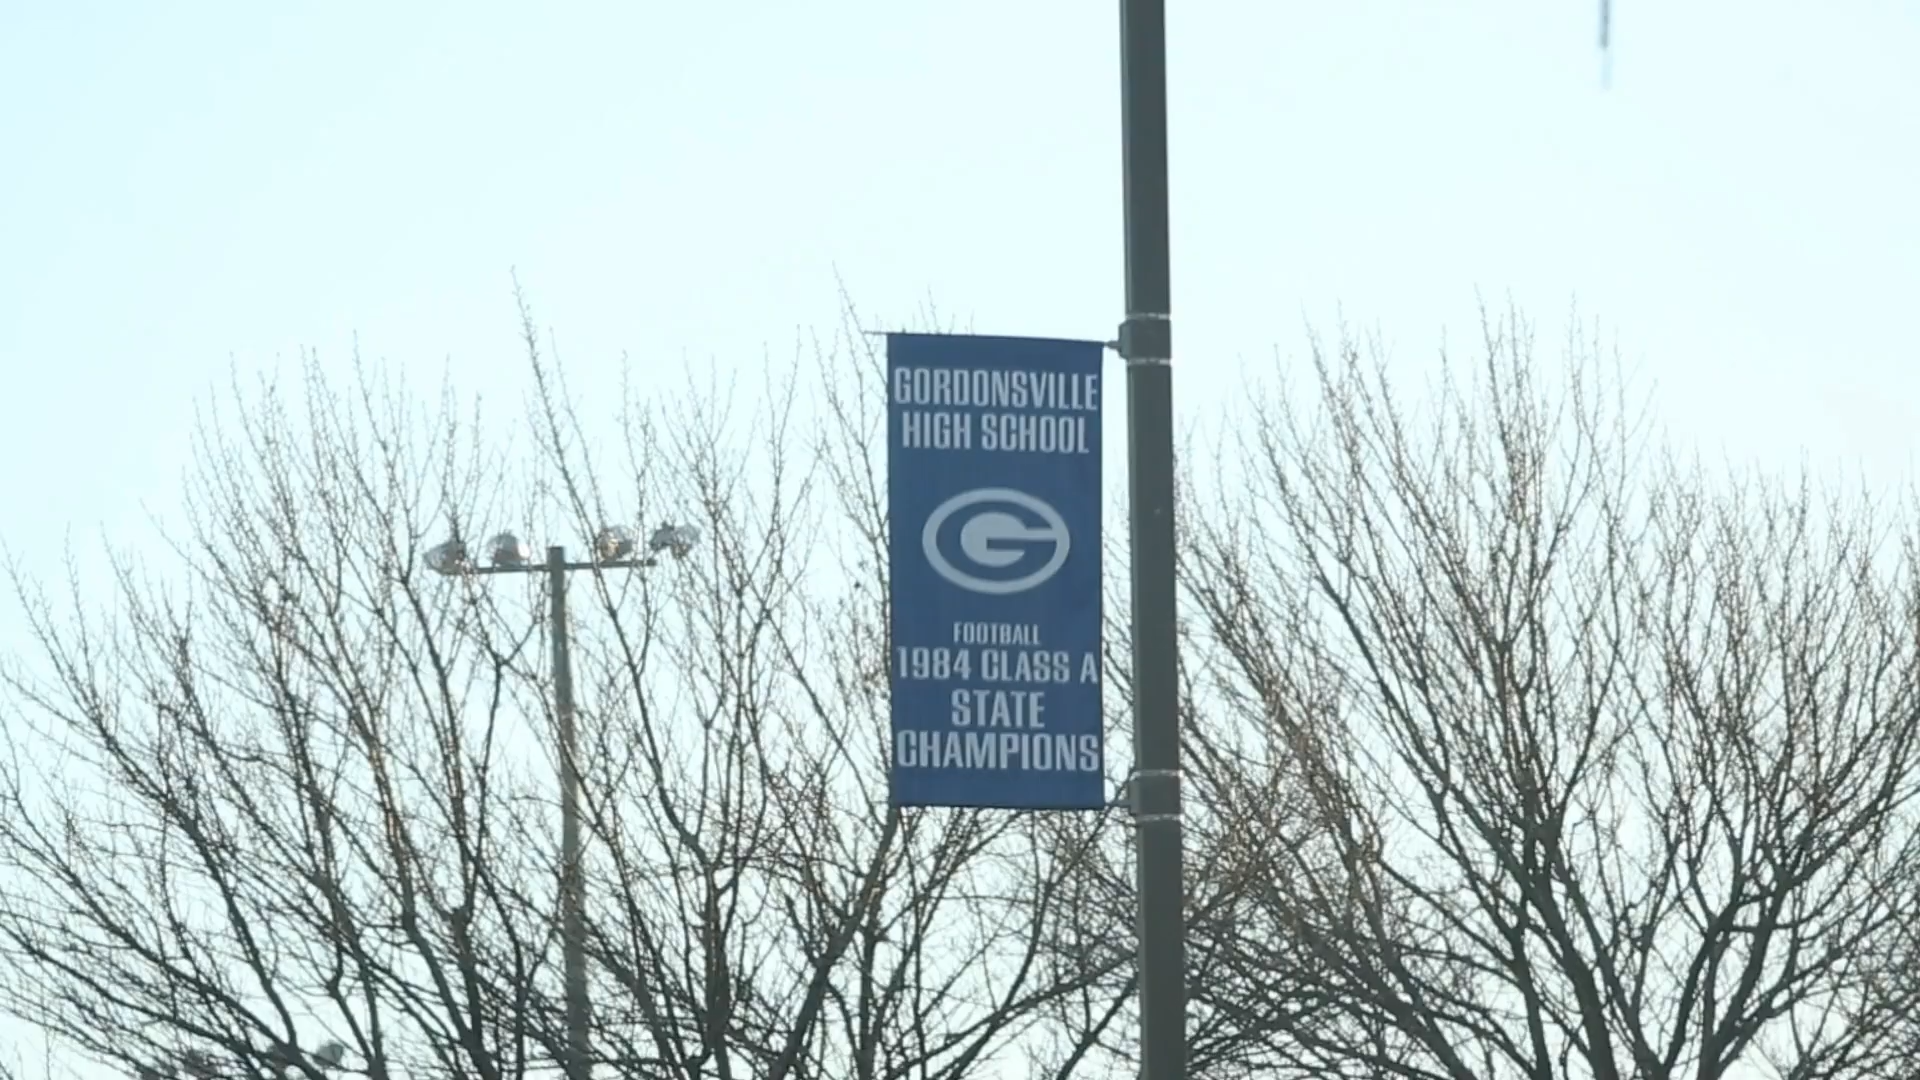 GORDONSVILLE
HIGH SCHOOL
G
FOOTBALL
1984 CLASS A
STATE
CHAMPIONS